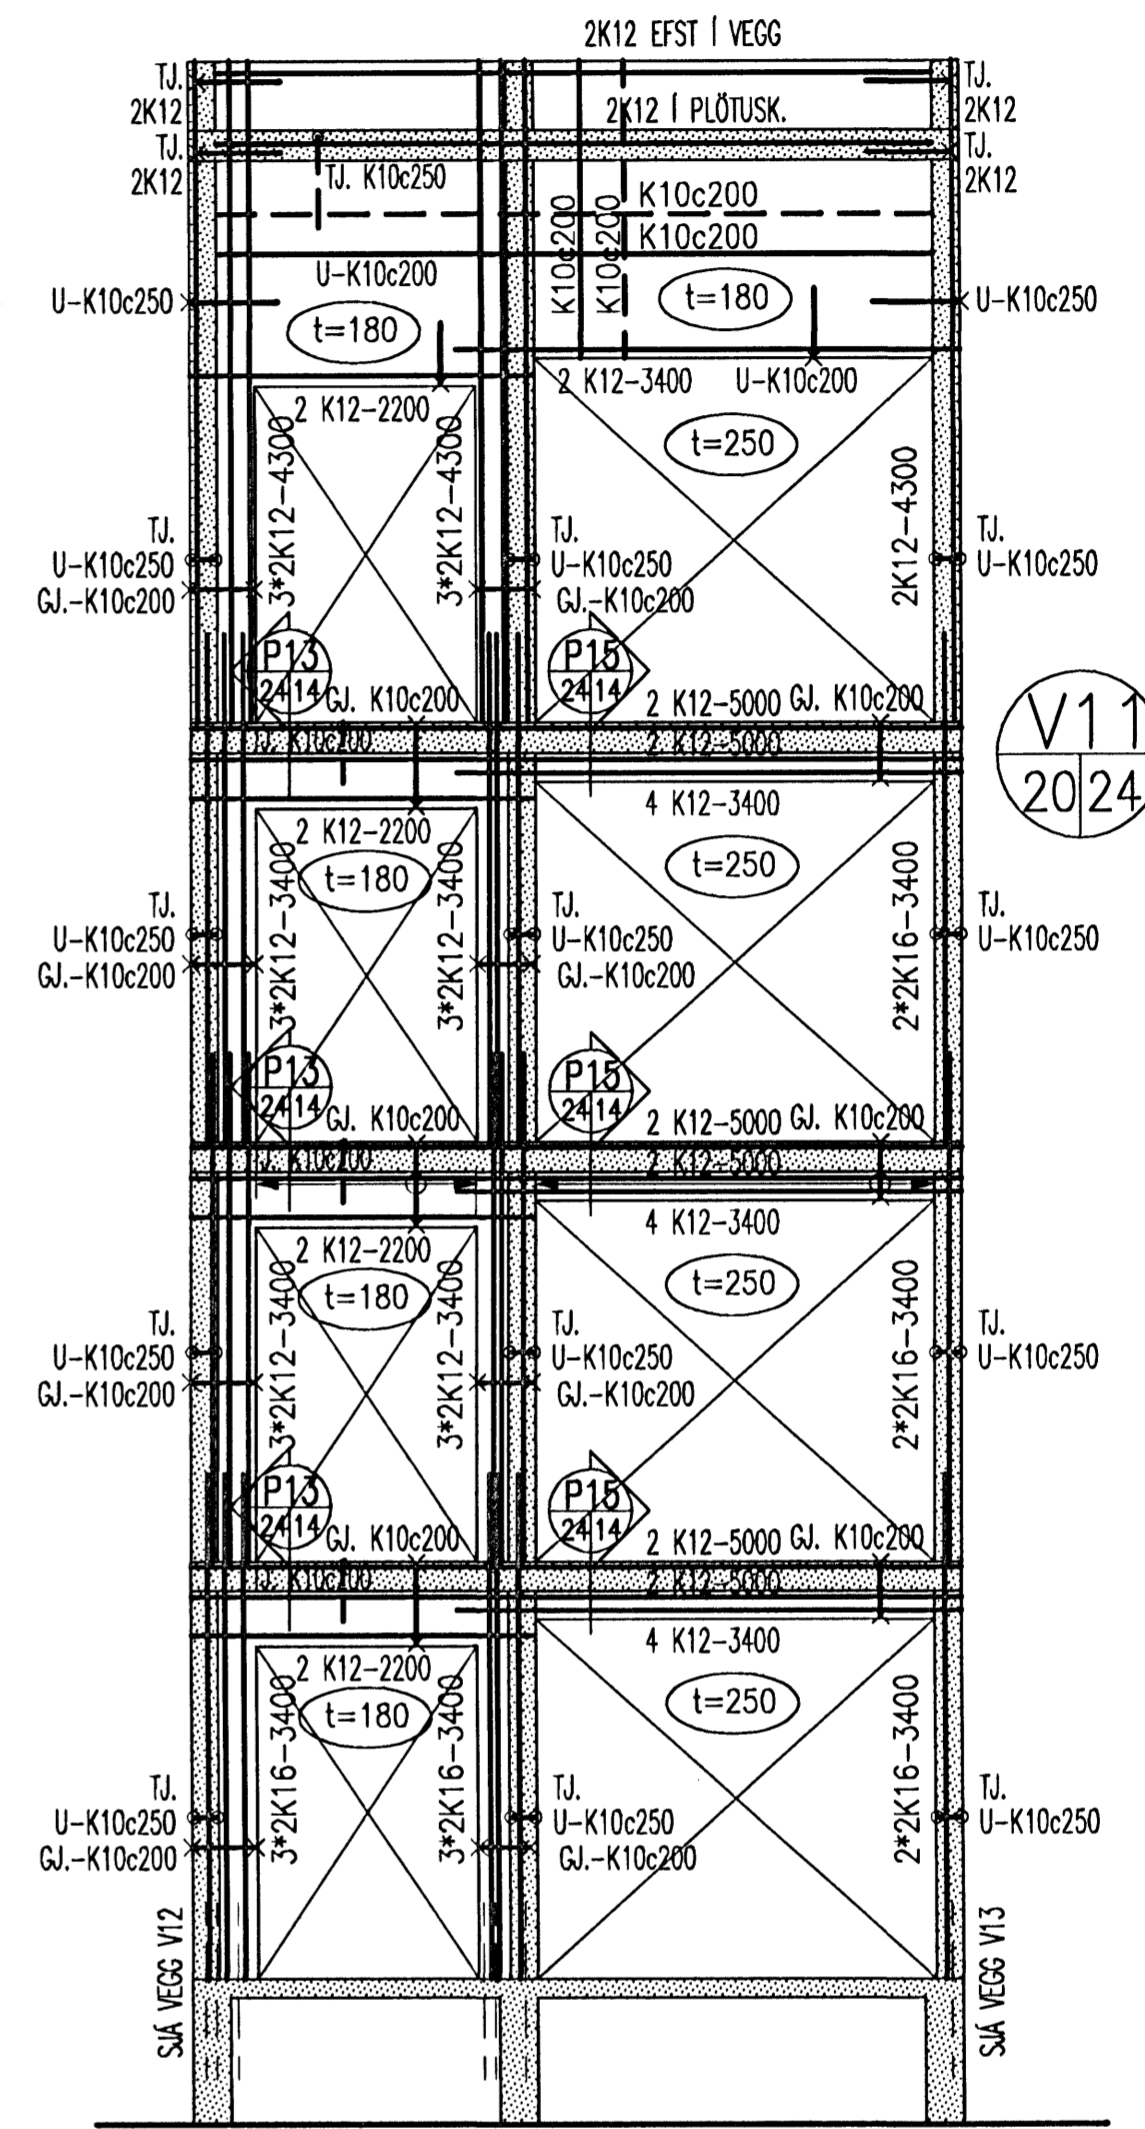 2K12 EFST Í VEGG
TJ.
2K12
TJ.
2K12
2K12 Í PLÖTUSK.
TJ.
2K12
TJ.
2K12
TJ. K10c250
K10c200
K10c200
K10c200
K10c200
U-K10c200
U-K10c250
t=180
t=180
U-K10c250
2 K12-2200
2 K12-3400
U-K10c200
t=250
3*2K12-4300
3*2K12-4300
2K12-4300
TJ.
U-K10c250
GJ.-K10c200
TJ.
U-K10c250
GJ.-K10c200
TJ.
U-K10c250
P13
24 14
P15
24 14
GJ. K10c200
2 K12-5000
GJ. K10c200
K10c200
2 K12-5000
V11
20 24
2 K12-2200
4 K12-3400
t=180
t=250
3*2K12-3400
3*2K12-3400
2*2K16-3400
TJ.
U-K10c250
GJ.-K10c200
TJ.
U-K10c250
GJ.-K10c200
TJ.
U-K10c250
P13
24 14
P15
24 14
GJ. K10c200
2 K12-5000
GJ. K10c200
K10c200
2 K12-5000
2 K12-2200
4 K12-3400
t=180
t=250
3*2K12-3400
3*2K12-3400
2*2K16-3400
TJ.
U-K10c250
GJ.-K10c200
TJ.
U-K10c250
GJ.-K10c200
TJ.
U-K10c250
P13
24 14
P15
24 14
GJ. K10c200
2 K12-5000
GJ. K10c200
K10c200
2 K12-5000
2 K12-2200
4 K12-3400
t=180
t=250
3*2K16-3400
3*2K16-3400
2*2K16-3400
TJ.
U-K10c250
GJ.-K10c200
TJ.
U-K10c250
GJ.-K10c200
TJ.
U-K10c250
SJÁ VEGG V12
SJÁ VEGG V13